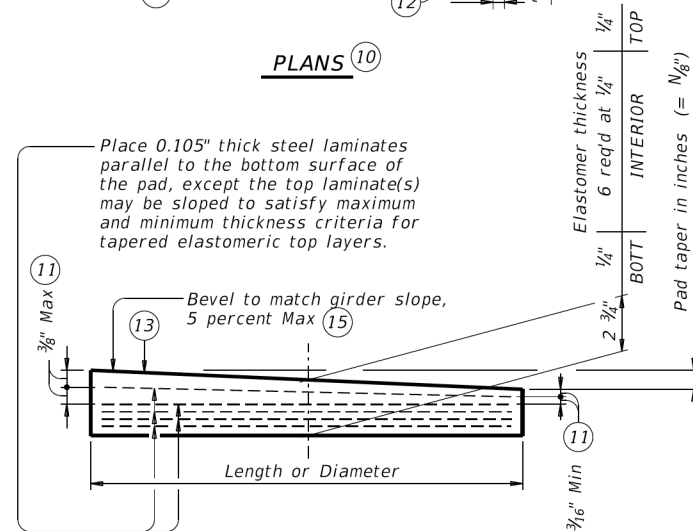 12
PLANS 10
Place 0.105" thick steel laminates
parallel to the bottom surface of
the pad, except the top laminate(s)
may be sloped to satisfy maximum
and minimum thickness criteria for
tapered elastomeric top layers.
11
3/8" Max
13
Bevel to match girder slope,
5 percent Max 15
Elastomer thickness
1/4"
TOP
6 req'd at 1/4"
INTERIOR
1/4"
BOTT
2 3/4"
Pad taper in inches (= N/8")
11
3/16" Min
Length or Diameter